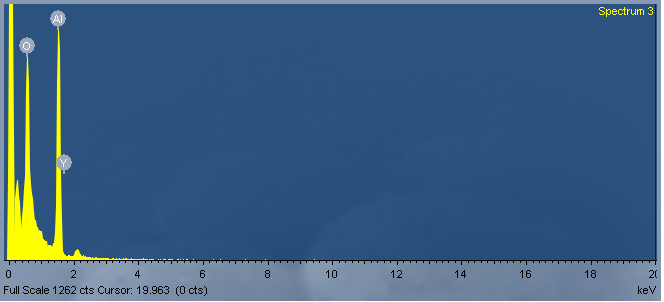 Spectrum 3
Al
O
Y
0 2 4 6 8 10 12 14 16 18 20
Full Scale 1262 cts Cursor: 19.963 (0 cts) keV